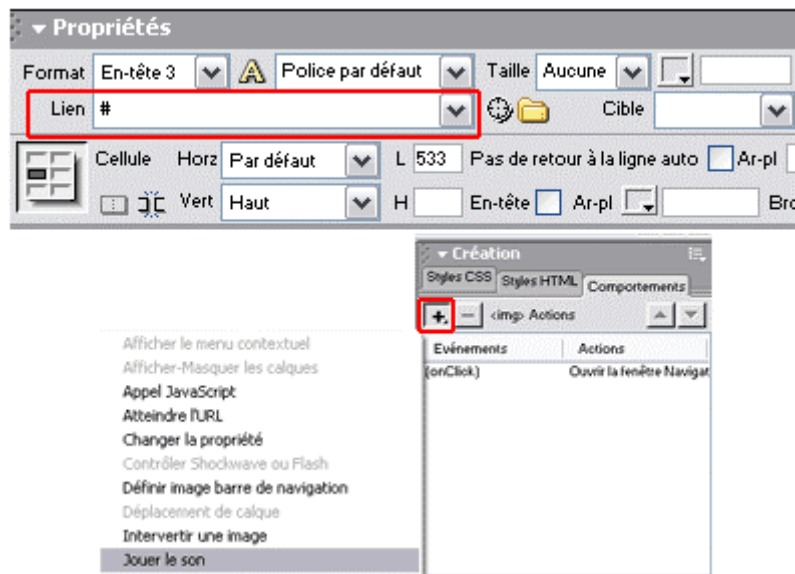 Propriétés
Format En-tête 3 Police par défaut Taille Aucune
Lien # Cible
Cellule Horz Par défaut L 533 Pas de retour à la ligne auto Ar-pl
Vert Haut H En-tête Ar-pl Bro
Création
Styles CSS Styles HTML Comportements
<img> Actions
Evénements Actions
(onClick) Ouvrir la fenêtre Navigat
Afficher le menu contextuel
Afficher-Masquer les calques
Appel JavaScript
Atteindre l'URL
Changer la propriété
Contrôler Shockwave ou Flash
Définir image barre de navigation
Déplacement de calque
Intervertir une image
Jouer le son